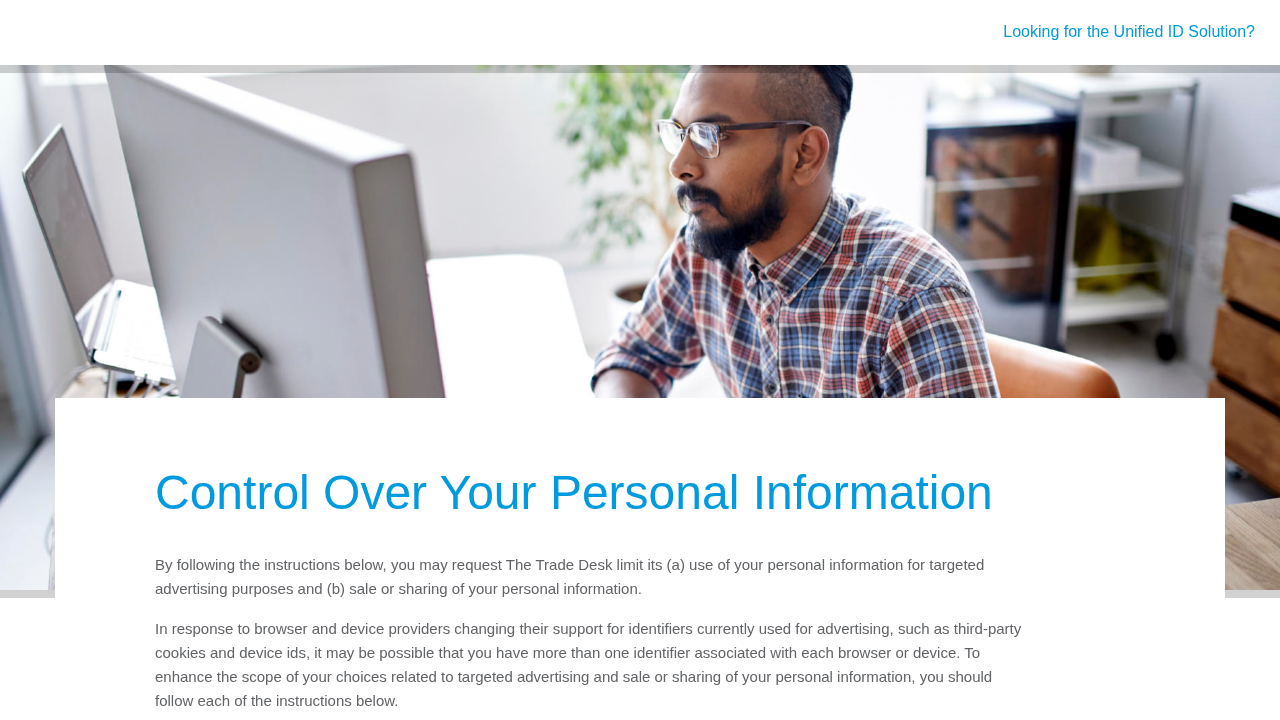 Looking for the Unified ID Solution?
Control Over Your Personal Information
By following the instructions below, you may request The Trade Desk limit its (a) use of your personal information for targeted
advertising purposes and (b) sale or sharing of your personal information.
In response to browser and device providers changing their support for identifiers currently used for advertising, such as third-party
cookies and device ids, it may be possible that you have more than one identifier associated with each browser or device. To
enhance the scope of your choices related to targeted advertising and sale or sharing of your personal information, you should
follow each of the instructions below.